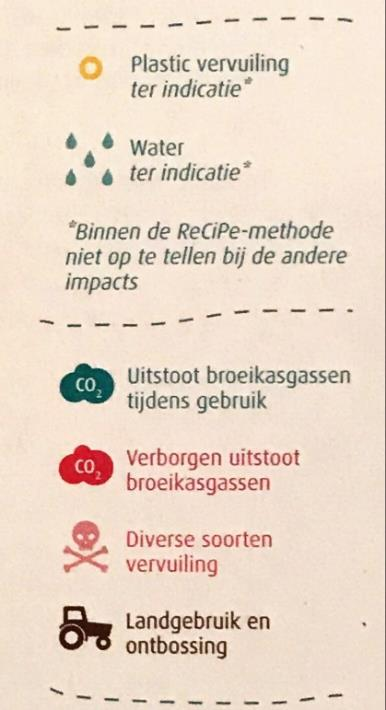 Plastic vervuiling
ter indicatie*
Water
ter indicatie*
*Binnen de ReCiPe-methode
niet op te tellen bij de andere
impacts
CO₂ Uitstoot broeikasgassen
tijdens gebruik
CO₂ Verborgen uitstoot
broeikasgassen
Diverse soorten
vervuiling
Landgebruik en
ontbossing